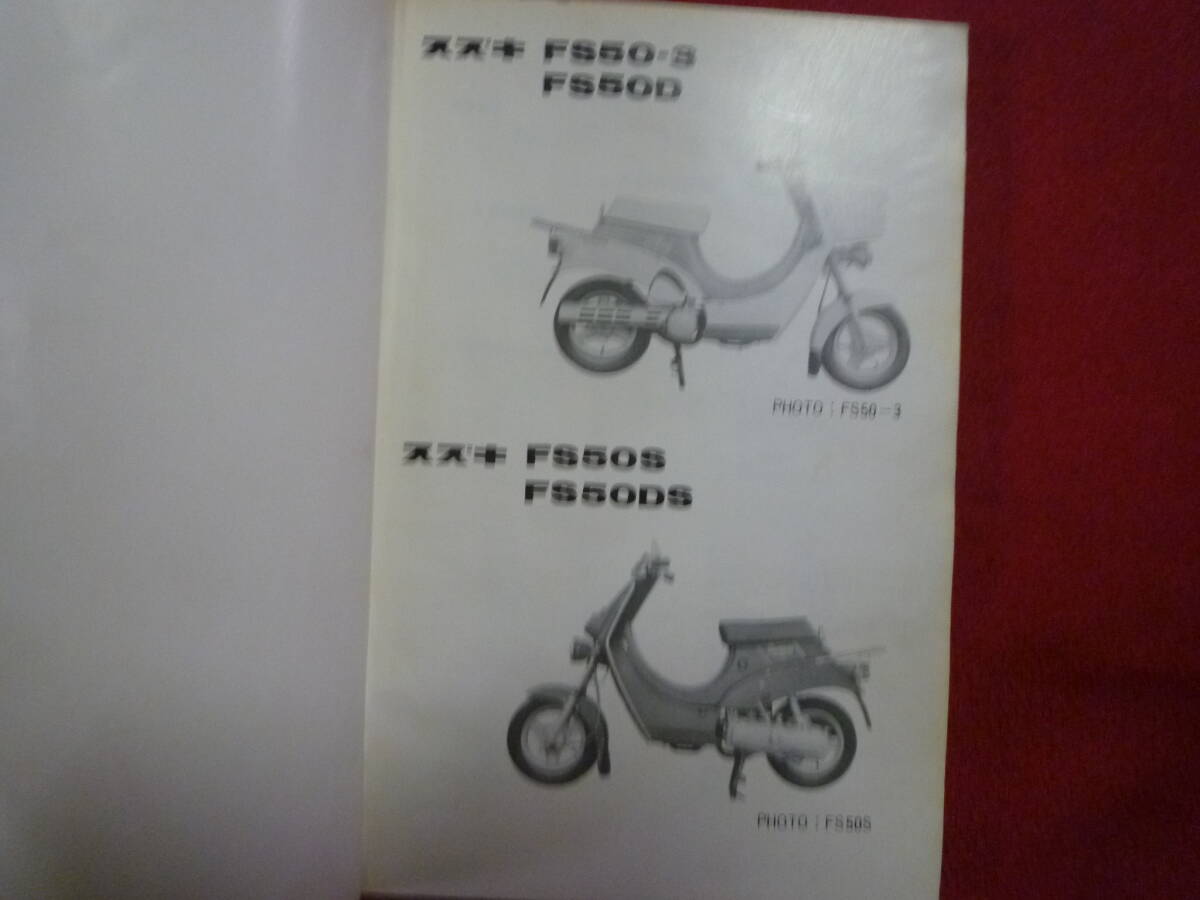 スズキ FS50-3
FS50D
PHOTO : FS50-3
スズキ FS50S
FS50DS
PHOTO : FS50S